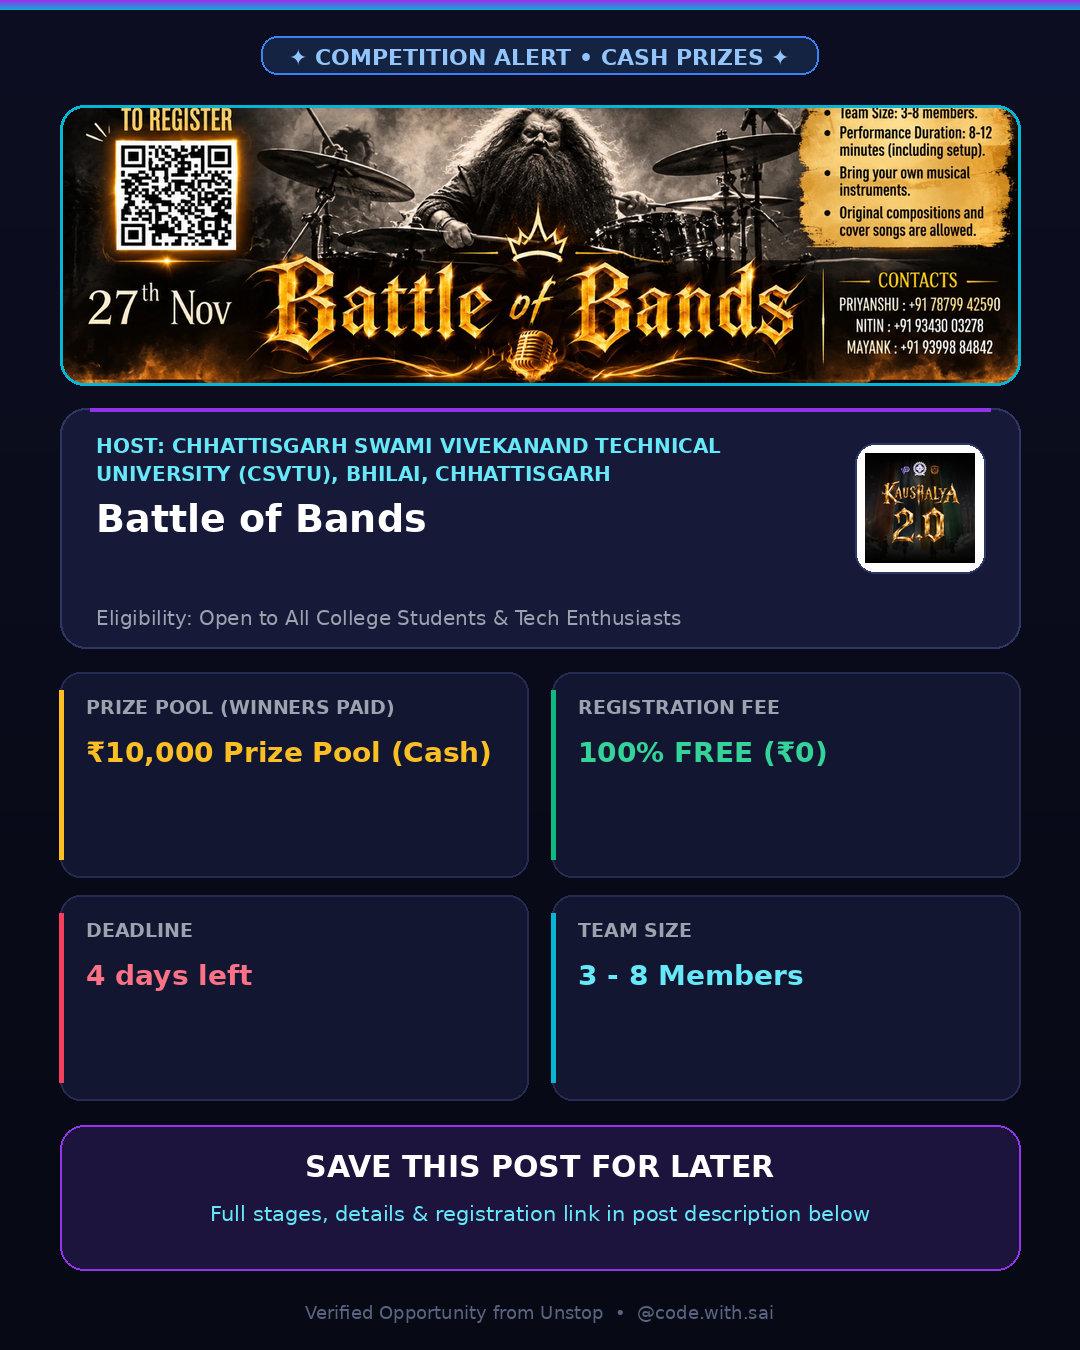 ✦ COMPETITION ALERT • CASH PRIZES ✦
TO REGISTER
27th Nov
Battle of Bands
Team Size: 3-8 members.
• Performance Duration: 8-12
minutes (including setup).
• Bring your own musical
instruments.
• Original compositions and
cover songs are allowed.
CONTACTS
PRIYANSHU : +91 78799 42590
NITIN : +91 93430 03278
MAYANK : +91 93998 84842
HOST: CHHATTISGARH SWAMI VIVEKANAND TECHNICAL
UNIVERSITY (CSVTU), BHILAI, CHHATTISGARH
Battle of Bands
Eligibility: Open to All College Students & Tech Enthusiasts
KAUSHALYA
2.0
PRIZE POOL (WINNERS PAID)
₹10,000 Prize Pool (Cash)
REGISTRATION FEE
100% FREE (₹0)
DEADLINE
4 days left
TEAM SIZE
3 - 8 Members
SAVE THIS POST FOR LATER
Full stages, details & registration link in post description below
Verified Opportunity from Unstop • @code.with.sai